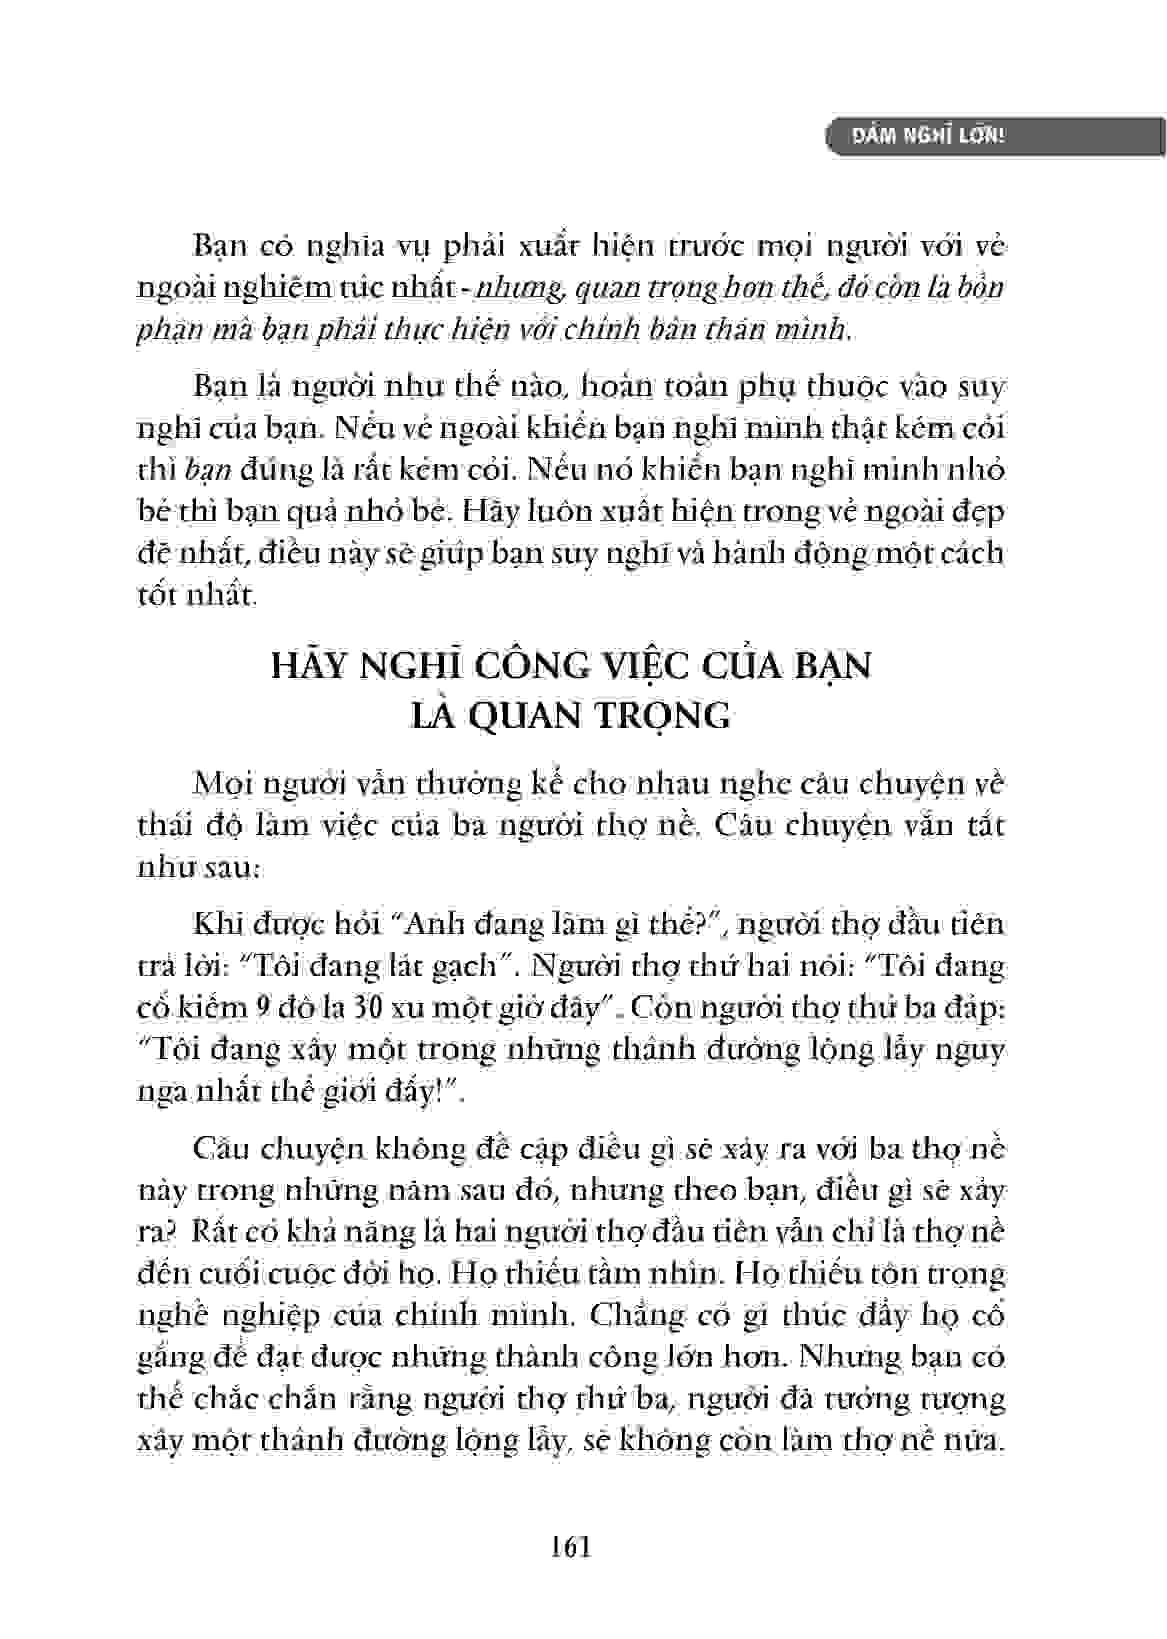 DÁM NGHĨ LỚN!
Bạn có nghĩa vụ phải xuất hiện trước mọi người với vẻ
ngoài nghiêm túc nhất - nhưng, quan trọng hơn thế, đó còn là bổn
phận mà bạn phải thực hiện với chính bản thân mình.
Bạn là người như thế nào, hoàn toàn phụ thuộc vào suy
nghĩ của bạn. Nếu vẻ ngoài khiến bạn nghĩ mình thật kém cỏi
thì bạn đúng là rất kém cỏi. Nếu nó khiến bạn nghĩ mình nhỏ
bé thì bạn quả nhỏ bé. Hãy luôn xuất hiện trong vẻ ngoài đẹp
đẽ nhất, điều này sẽ giúp bạn suy nghĩ và hành động một cách
tốt nhất.
HÃY NGHĨ CÔNG VIỆC CỦA BẠN
LÀ QUAN TRỌNG
Mọi người vẫn thường kể cho nhau nghe câu chuyện về
thái độ làm việc của ba người thợ nề. Câu chuyện vắn tắt
như sau:
Khi được hỏi “Anh đang làm gì thế?”, người thợ đầu tiên
trả lời: “Tôi đang lát gạch”. Người thợ thứ hai nói: “Tôi đang
cố kiếm 9 đô la 30 xu một giờ đây”. Còn người thợ thứ ba đáp:
“Tôi đang xây một trong những thánh đường lộng lẫy nguy
nga nhất thế giới đấy!”.
Câu chuyện không đề cập điều gì sẽ xảy ra với ba thợ nề
này trong những năm sau đó, nhưng theo bạn, điều gì sẽ xảy
ra? Rất có khả năng là hai người thợ đầu tiên vẫn chỉ là thợ nề
đến cuối cuộc đời họ. Họ thiếu tầm nhìn. Họ thiếu tôn trọng
nghề nghiệp của chính mình. Chẳng có gì thúc đẩy họ cố
gắng để đạt được những thành công lớn hơn. Nhưng bạn có
thể chắc chắn rằng người thợ thứ ba, người đã tưởng tượng
xây một thánh đường lộng lẫy, sẽ không còn làm thợ nề nữa.
161